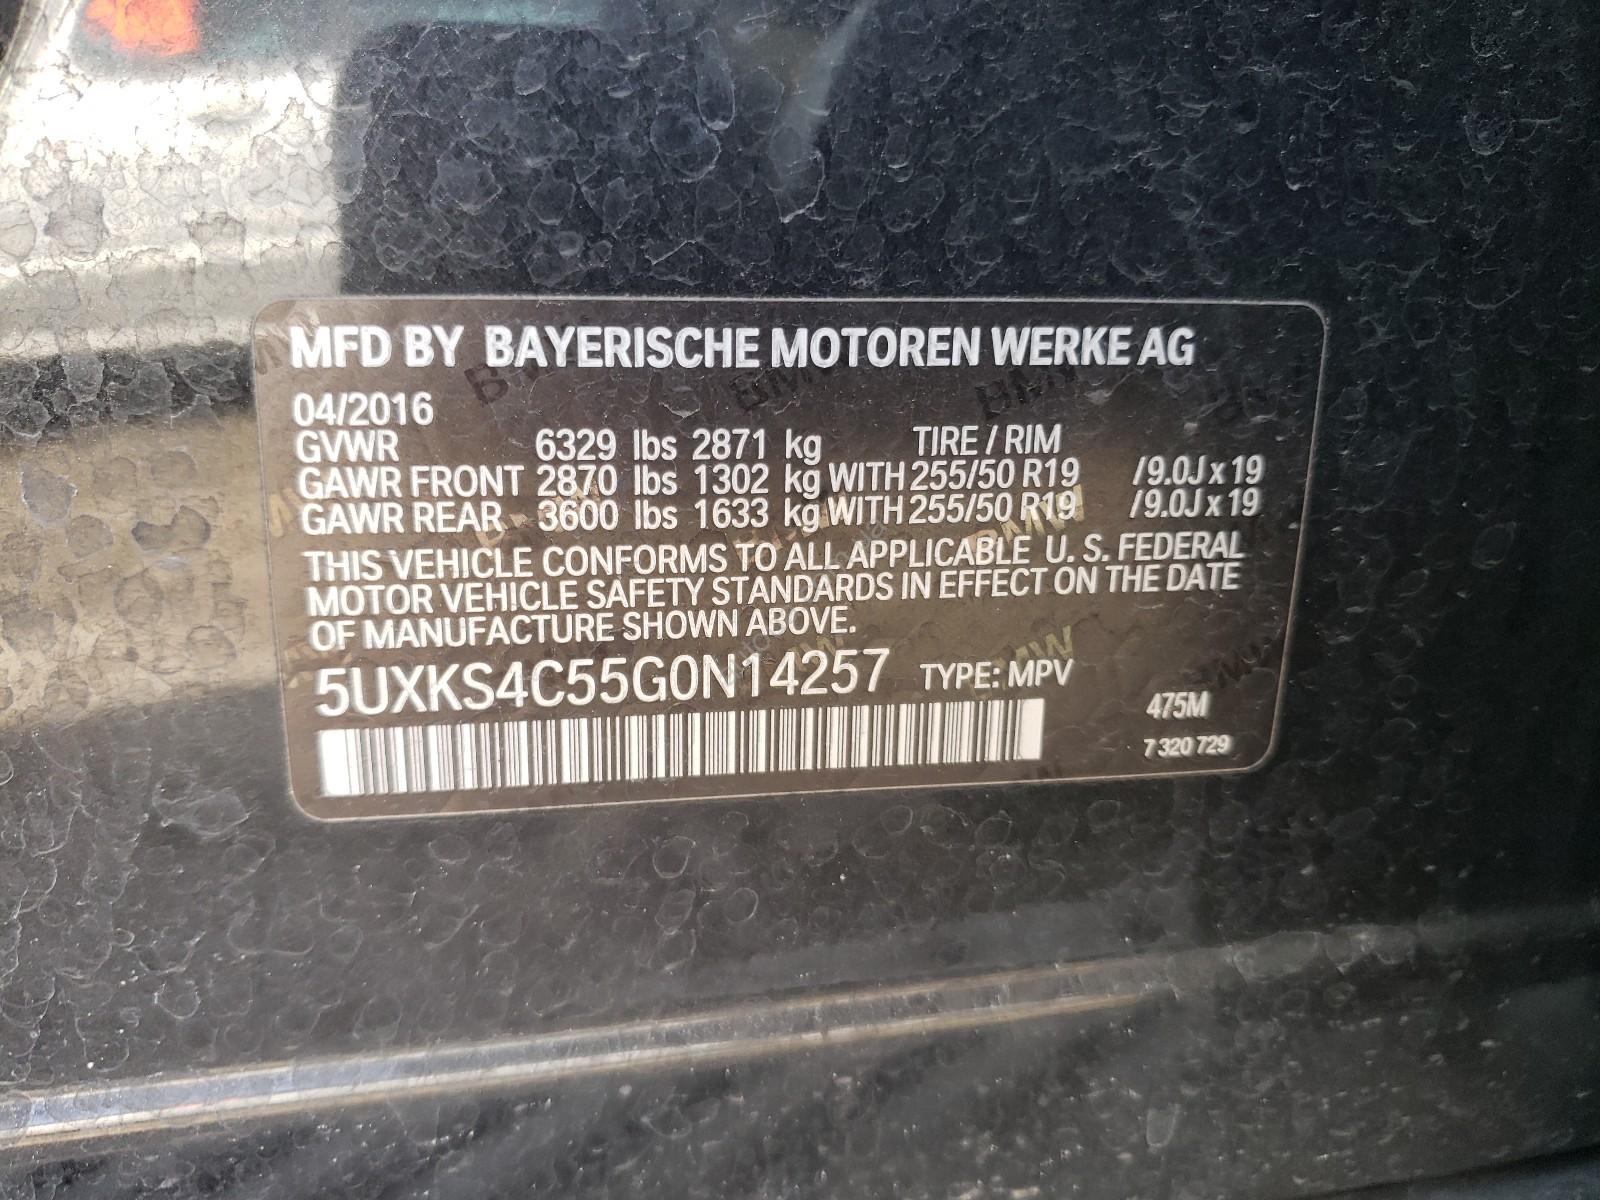 MFD BY BAYERISCHE MOTOREN WERKE AG
04/2016
GVWR 6329 lbs 2871 kg TIRE / RIM
GAWR FRONT 2870 lbs 1302 kg WITH 255/50 R19 /9.0J x 19
GAWR REAR 3600 lbs 1633 kg WITH 255/50 R19 /9.0J x 19
THIS VEHICLE CONFORMS TO ALL APPLICABLE U. S. FEDERAL
MOTOR VEHICLE SAFETY STANDARDS IN EFFECT ON THE DATE
OF MANUFACTURE SHOWN ABOVE.
5UXKS4C55G0N14257 TYPE: MPV
475M
7 320 729